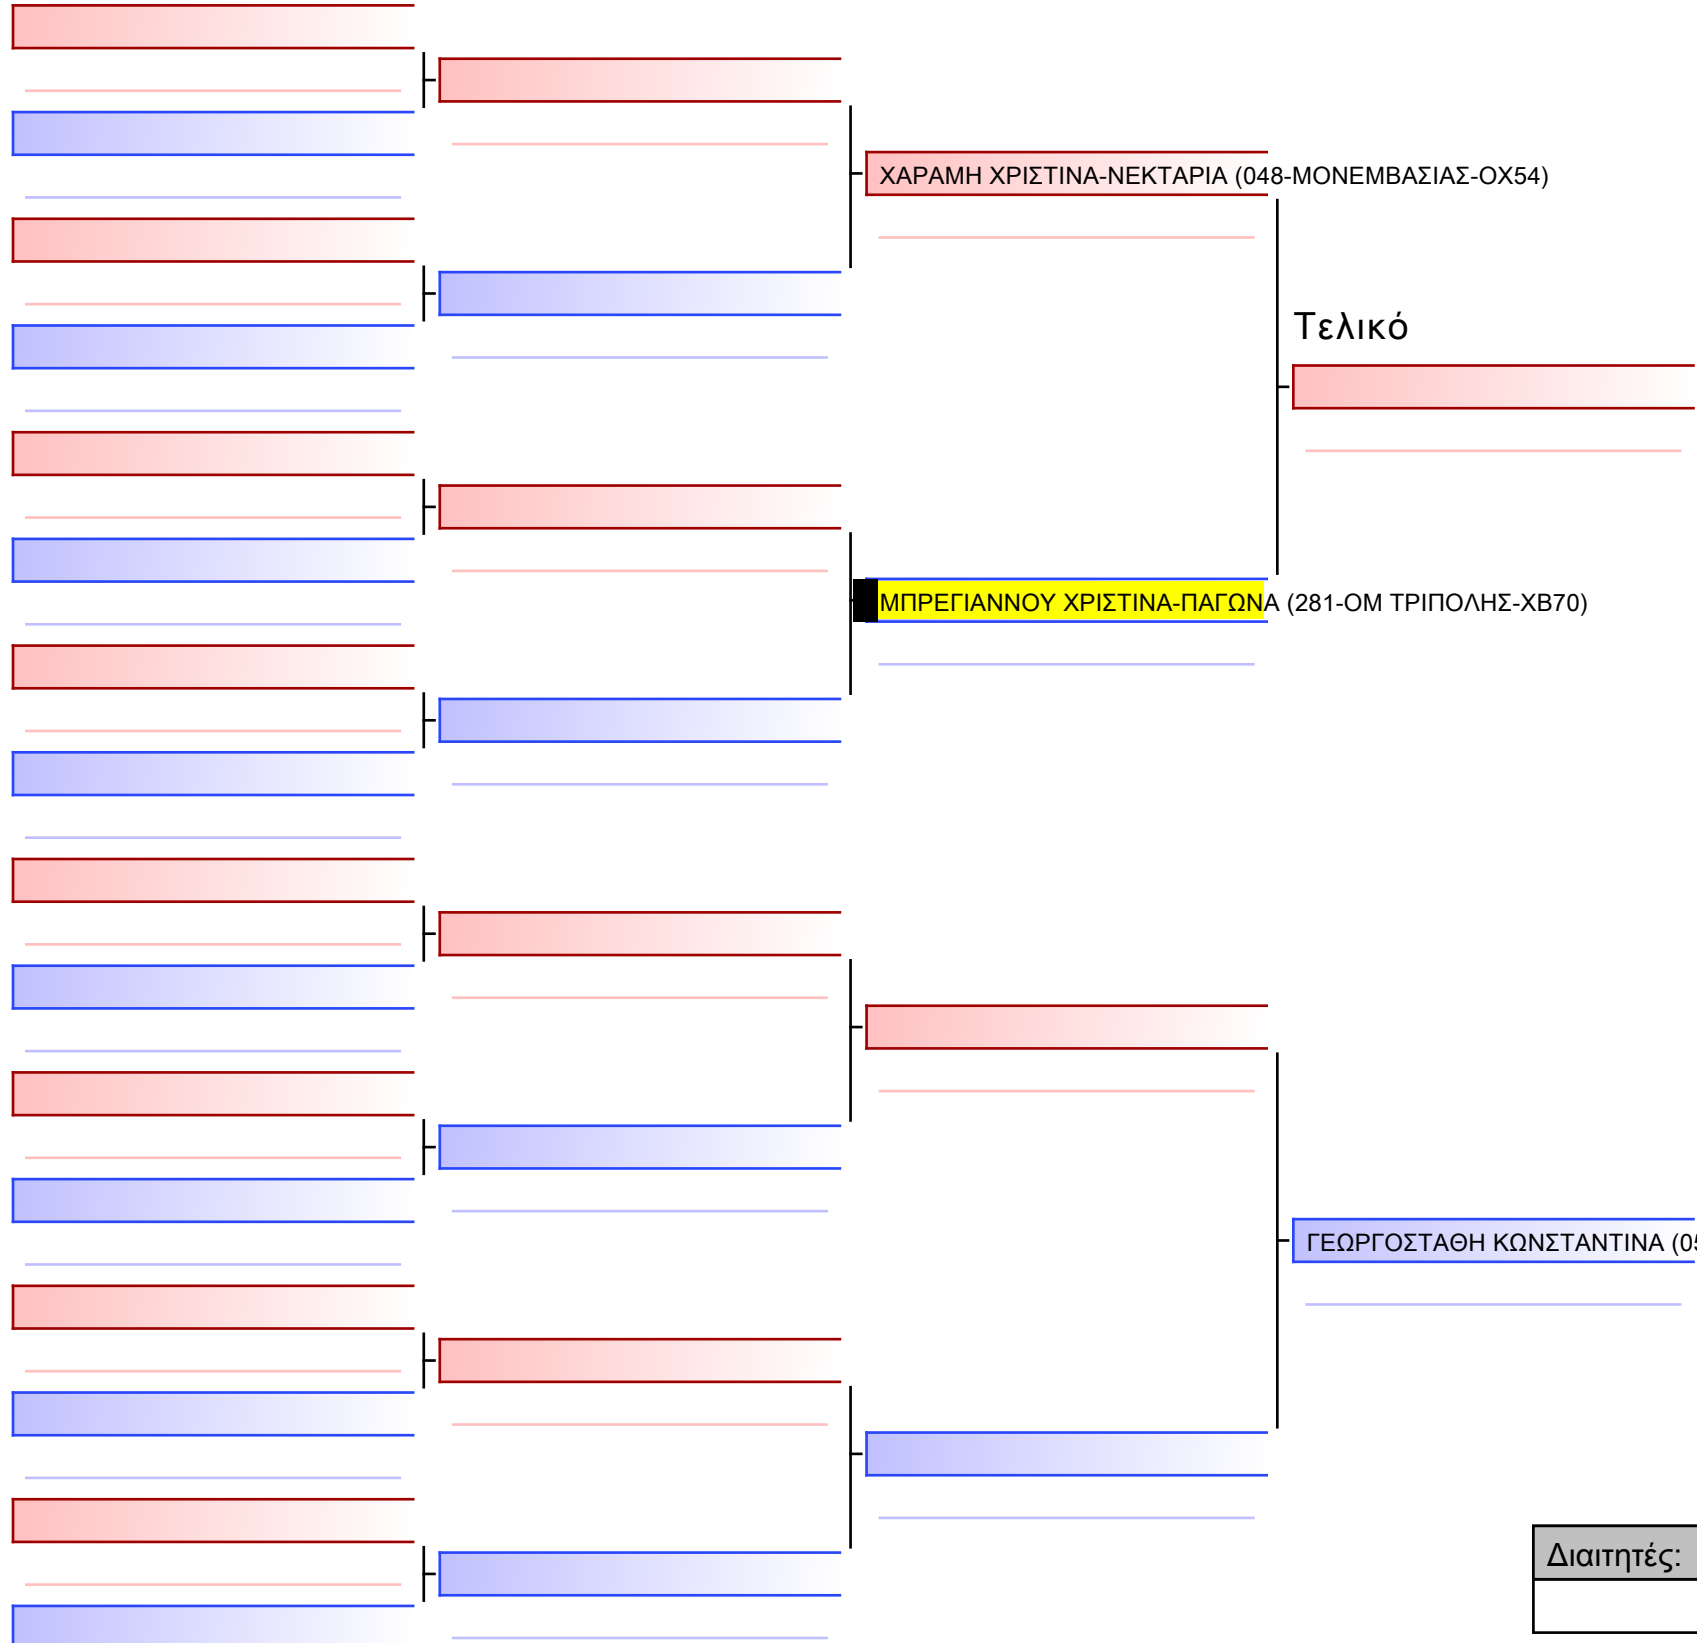 ΧΑΡΑΜΗ ΧΡΙΣΤΙΝΑ-ΝΕΚΤΑΡΙΑ (048-ΜΟΝΕΜΒΑΣΙΑΣ-ΟΧ54)
Τελικό
ΜΠΡΕΓΙΑΝΝΟΥ ΧΡΙΣΤΙΝΑ-ΠΑΓΩΝΑ (281-ΟΜ ΤΡΙΠΟΛΗΣ-ΧΒ70)
ΓΕΩΡΓΟΣΤΑΘΗ ΚΩΝΣΤΑΝΤΙΝΑ
Διαιτητές: